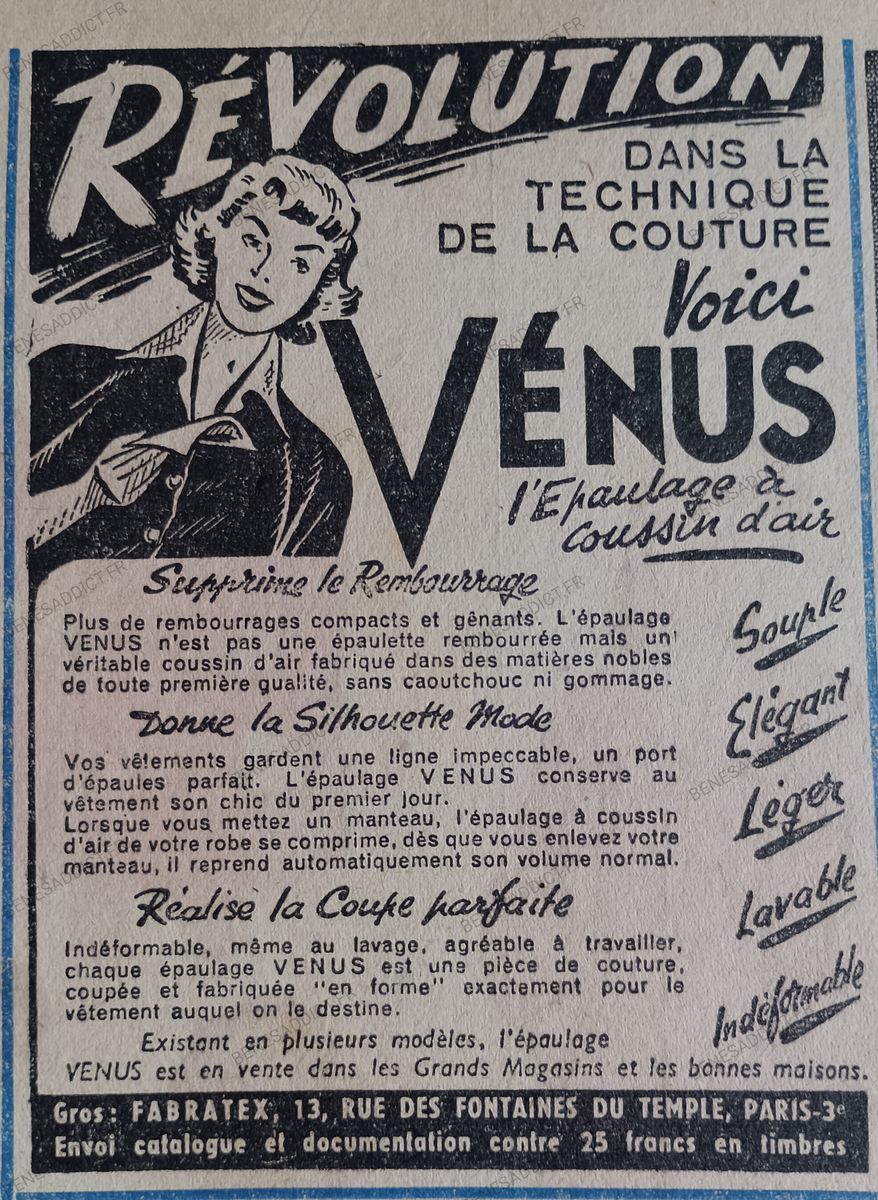 RÉVOLUTION
DANS LA
TECHNIQUE
DE LA COUTURE
Voici
VÉNUS
l'Epaulage à
coussin d'air
Supprime le Rembourrage
Plus de rembourrages compacts et gênants. L'épaulage
VENUS n'est pas une épaulette rembourrée mais un
véritable coussin d'air fabriqué dans des matières nobles
de toute première qualité, sans caoutchouc ni gommage.
Donne la Silhouette Mode
Vos vêtements gardent une ligne impeccable, un port
d'épaules parfait. L'épaulage VENUS conserve au
vêtement son chic du premier jour.
Lorsque vous mettez un manteau, l'épaulage à coussin
d'air de votre robe se comprime, dès que vous enlevez votre
manteau, il reprend automatiquement son volume normal.
Réalise la Coupe parfaite
Indéformable, même au lavage, agréable à travailler,
chaque épaulage VENUS est une pièce de couture,
coupée et fabriquée "en forme" exactement pour le
vêtement auquel on le destine.
Souple
Elégant
Léger
Lavable
Indéformable
Existant en plusieurs modèles, l'épaulage
VENUS est en vente dans les Grands Magasins et les bonnes maisons.
Gros : FABRATEX, 13, RUE DES FONTAINES DU TEMPLE, PARIS-3e
Envoi catalogue et documentation contre 25 francs en timbres
BENESADDICT.FR